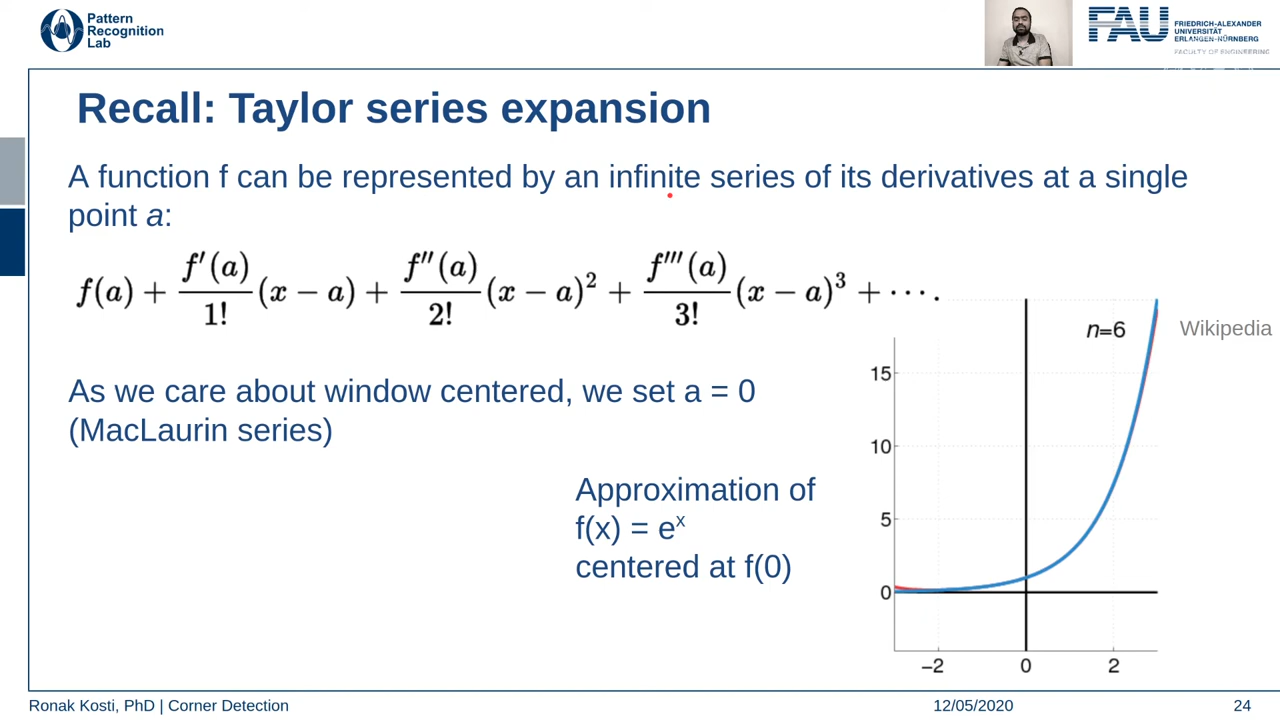 Pattern
Recognition
Lab
FAU
FRIEDRICH-ALEXANDER
UNIVERSITÄT
ERLANGEN-NÜRNBERG
FACULTY OF ENGINEERING
Recall: Taylor series expansion
A function f can be represented by an infinite series of its derivatives at a single
point a:
f(a) + f′(a)/1! (x − a) + f″(a)/2! (x − a)² + f‴(a)/3! (x − a)³ + ⋯.
n=6
Wikipedia
As we care about window centered, we set a = 0
(MacLaurin series)
Approximation of
f(x) = eˣ
centered at f(0)
15
10
5
0
−2 0 2
Ronak Kosti, PhD | Corner Detection 12/05/2020 24